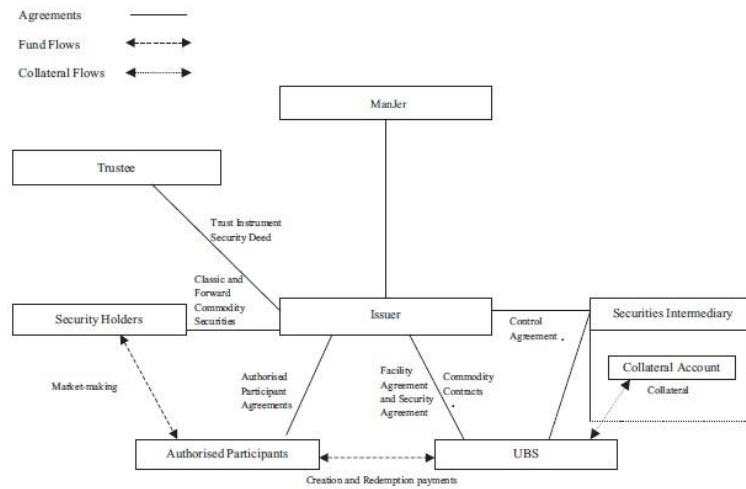 Agreements
Fund Flows
Collateral Flows
ManJer
Trustee
Trust Instrument
Security Deed
Classic and
Forward
Commodity
Securities
Security Holders
Issuer
Securities Intermediary
Control
Agreement
Collateral Account
Collateral
Market-making
Authorised
Participant
Agreements
Facility
Agreement
and Security
Agreement
Commodity
Contracts
Authorised Participants
UBS
Creation and Redemption payments